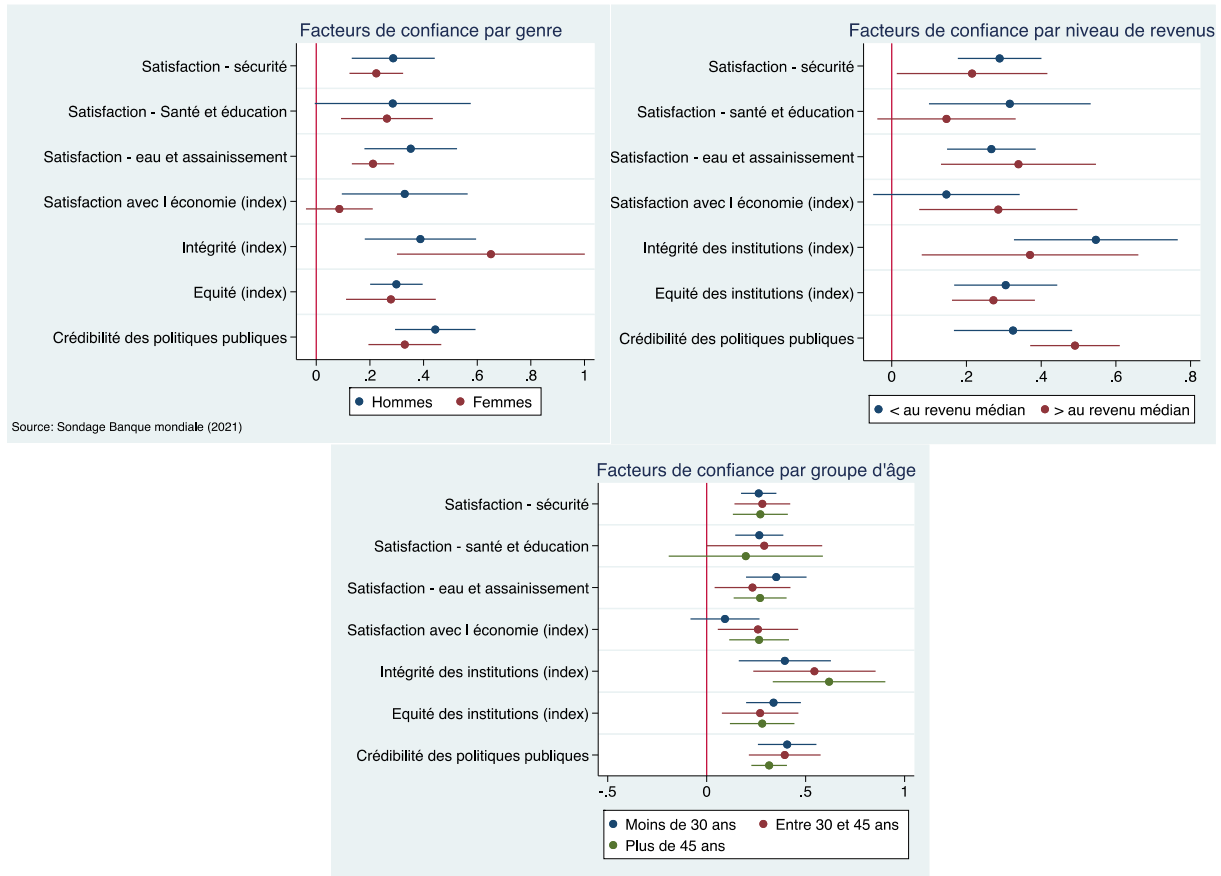 Facteurs de confiance par genre
Satisfaction - sécurité
Satisfaction - Santé et éducation
Satisfaction - eau et assainissement
Satisfaction avec l économie (index)
Intégrité (index)
Equité (index)
Crédibilité des politiques publiques
0 .2 .4 .6 .8 1
Hommes Femmes
Source: Sondage Banque mondiale (2021)
Facteurs de confiance par niveau de revenus
Satisfaction - sécurité
Satisfaction - santé et éducation
Satisfaction - eau et assainissement
Satisfaction avec l économie (index)
Intégrité des institutions (index)
Equité des institutions (index)
Crédibilité des politiques publiques
0 .2 .4 .6 .8
< au revenu médian > au revenu médian
Facteurs de confiance par groupe d'âge
Satisfaction - sécurité
Satisfaction - santé et éducation
Satisfaction - eau et assainissement
Satisfaction avec l économie (index)
Intégrité des institutions (index)
Equité des institutions (index)
Crédibilité des politiques publiques
-.5 0 .5 1
Moins de 30 ans Entre 30 et 45 ans
Plus de 45 ans